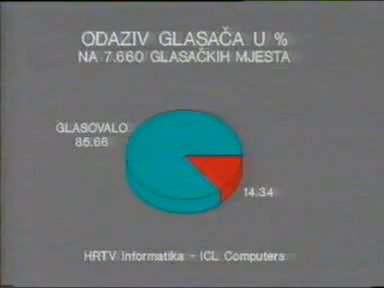 ODAZIV GLASAČA U %
NA 7.660 GLASAČKIH MJESTA
GLASOVALO
85.66
14.34
HRTV Informatika - ICL Computers